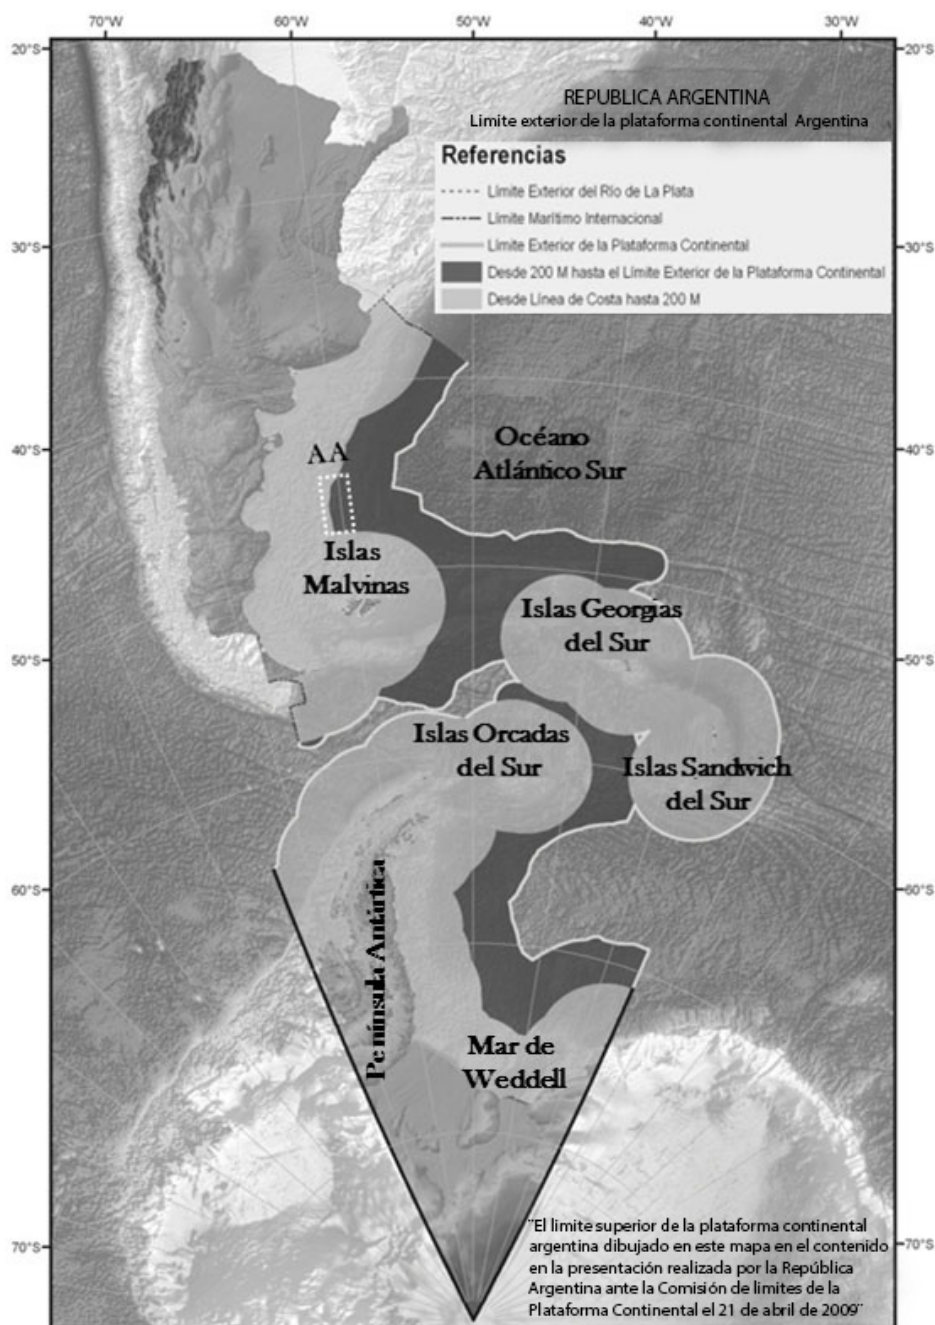 70°W 60°W 50°W 40°W 30°W
20°S 20°S
REPUBLICA ARGENTINA
Limite exterior de la plataforma continental Argentina
Referencias
Límite Exterior del Río de La Plata
Límite Marítimo Internacional
Límite Exterior de la Plataforma Continental
Desde 200 M hasta el Límite Exterior de la Plataforma Continental
Desde Línea de Costa hasta 200 M
30°S 30°S
Océano
Atlántico Sur
40°S 40°S
AA
Islas
Malvinas
Islas Georgias
del Sur
50°S 50°S
Islas Orcadas
del Sur
Islas Sandwich
del Sur
60°S 60°S
Península Antártica
Mar de
Weddell
70°S 70°S
"El limite superior de la plataforma continental
argentina dibujado en este mapa en el contenido
en la presentación realizada por la República
Argentina ante la Comisión de limites de la
Plataforma Continental el 21 de abril de 2009"